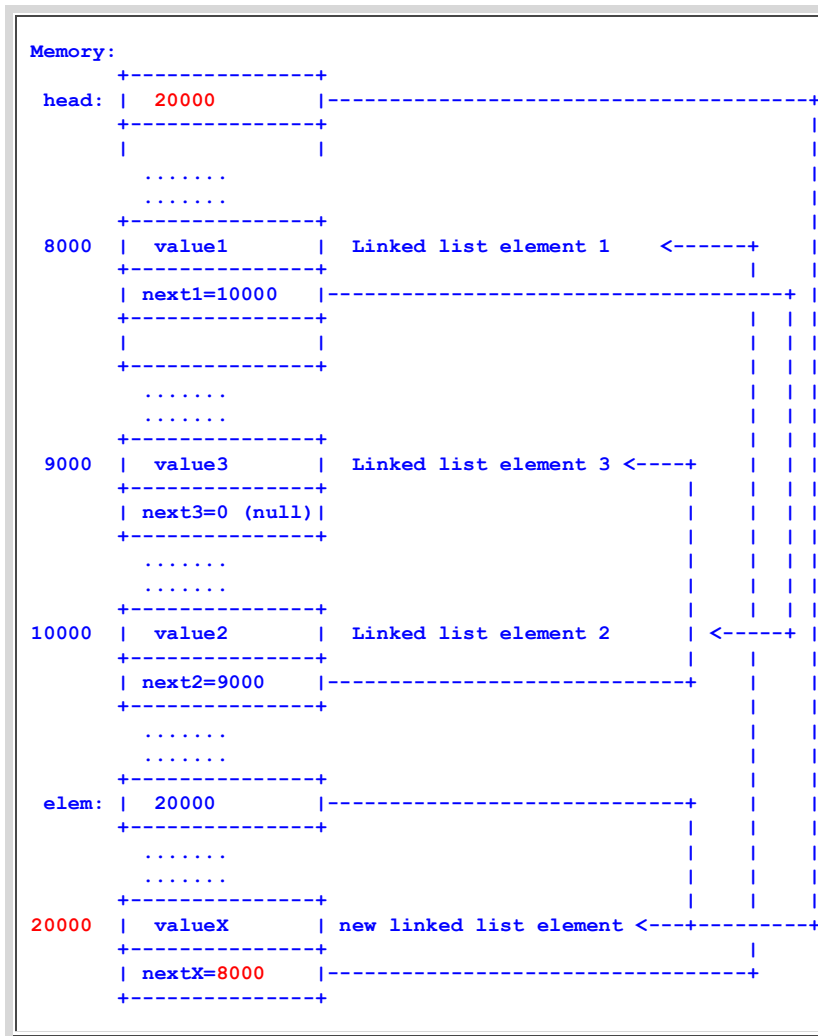 Memory:
+----------------+
head: | 20000 |---------------------------------------+
+----------------+ |
| | |
....... |
....... |
+----------------+ |
8000 | value1 | Linked list element 1 <------+ |
+----------------+ | |
| next1=10000 |-------------------------------------+ |
+----------------+ | | |
| | | | |
+----------------+ | | |
....... | | |
....... | | |
+----------------+ | | |
9000 | value3 | Linked list element 3 <----+ | | |
+----------------+ | | | |
| next3=0 (null)| | | | |
+----------------+ | | | |
....... | | | |
....... | | | |
+----------------+ | | | |
10000 | value2 | Linked list element 2 | <-----+ |
+----------------+ | | |
| next2=9000 |-----------------------------+ | |
+----------------+ | |
....... | |
....... | |
+----------------+ | |
elem: | 20000 |-----------------------------+ | |
+----------------+ | | |
....... | | |
....... | | |
+----------------+ | | |
20000 | valueX | new linked list element <---+---------+
+----------------+ |
| nextX=8000 |----------------------------------+
+----------------+